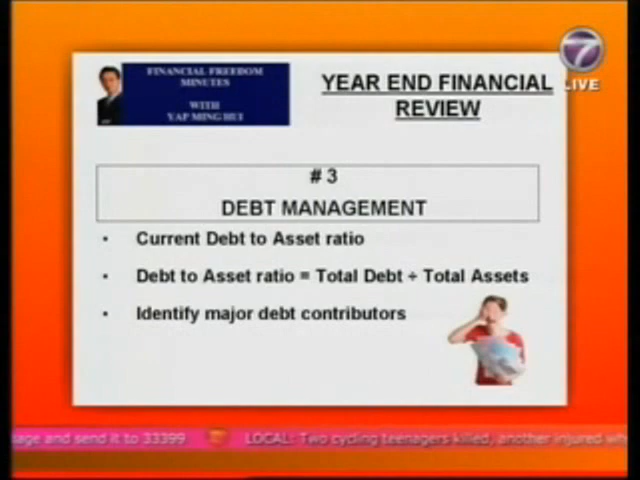 7
LIVE
FINANCIAL FREEDOM
MINUTES
WITH
YAP MING HUI
YEAR END FINANCIAL
REVIEW
# 3
DEBT MANAGEMENT
• Current Debt to Asset ratio
• Debt to Asset ratio = Total Debt ÷ Total Assets
• Identify major debt contributors
and send it to 33399 LOCAL: Two cycling teenagers killed, another injured